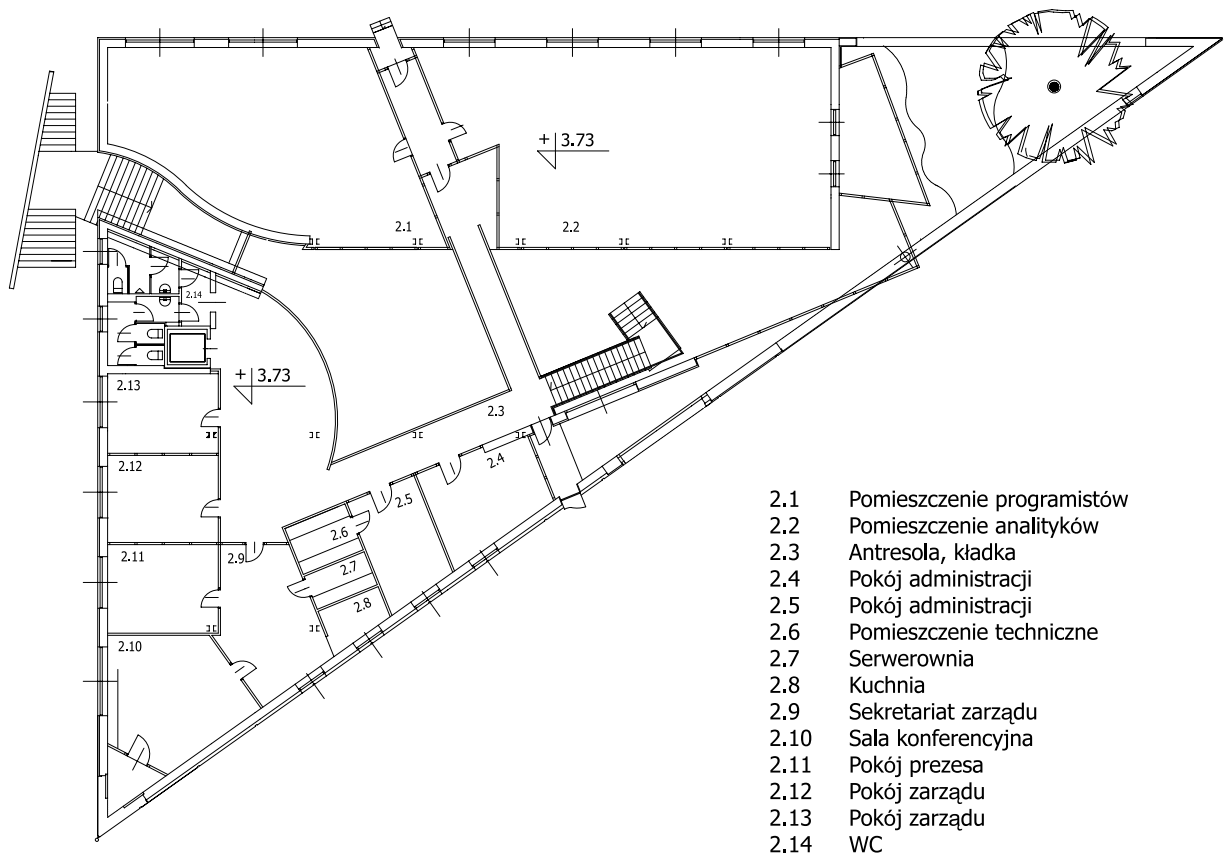 + 3.73
2.1
2.2
2.14
2.13
+ 3.73
2.3
2.12
2.4
2.5
2.6
2.11
2.9
2.7
2.8
2.10
2.1 Pomieszczenie programistów
2.2 Pomieszczenie analityków
2.3 Antresola, kładka
2.4 Pokój administracji
2.5 Pokój administracji
2.6 Pomieszczenie techniczne
2.7 Serwerownia
2.8 Kuchnia
2.9 Sekretariat zarządu
2.10 Sala konferencyjna
2.11 Pokój prezesa
2.12 Pokój zarządu
2.13 Pokój zarządu
2.14 WC